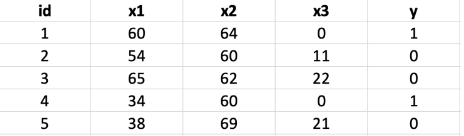 id x1 x2 x3 y
1 60 64 0 1
2 54 60 11 0
3 65 62 22 0
4 34 60 0 1
5 38 69 21 0